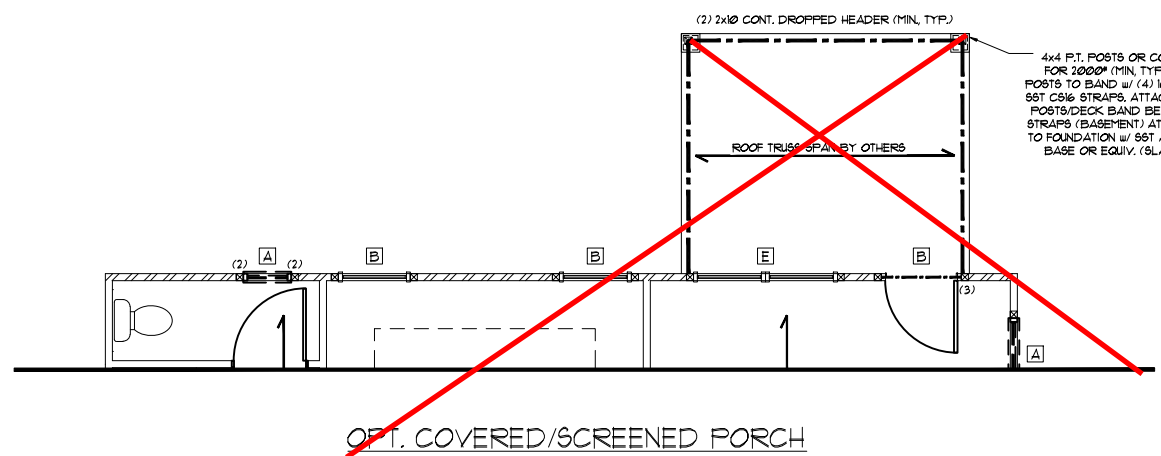 (2) 2x10 CONT. DROPPED HEADER (MIN., TYP.)
4x4 P.T. POSTS OR CO
FOR 2000# (MIN, TYP
POSTS TO BAND w/ (4) 1
SST CS16 STRAPS. ATTAC
POSTS/DECK BAND BE
STRAPS (BASEMENT) AT
TO FOUNDATION w/ SST
BASE OR EQUIV. (SLA
ROOF TRUSS SPAN BY OTHERS
(2) A (2)
B
B
E
B
(3)
A
OPT. COVERED/SCREENED PORCH